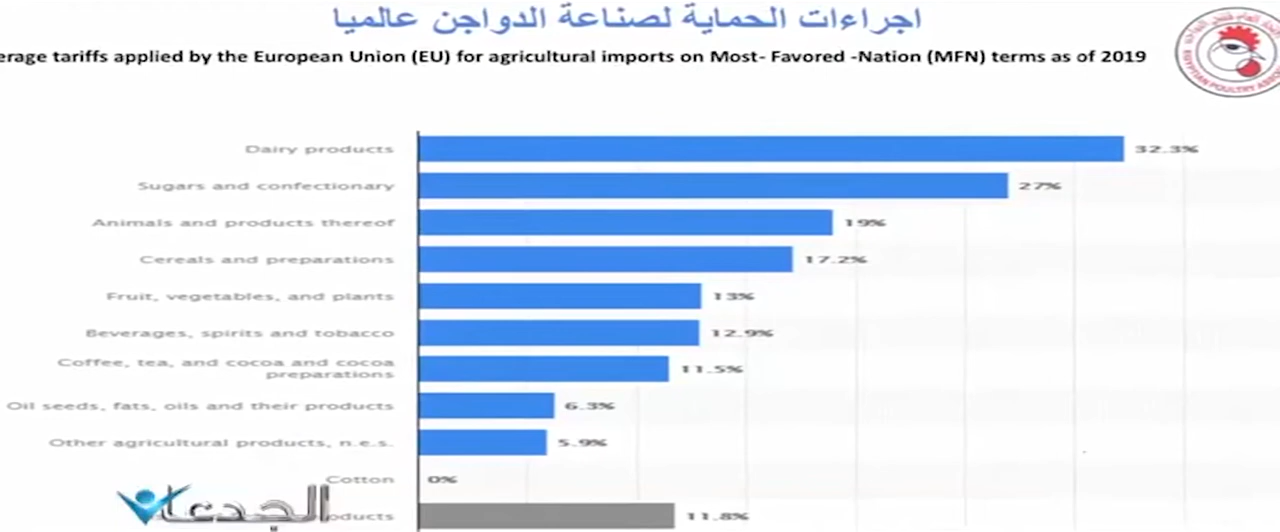 اجراءات الحماية لصناعة الدواجن عالميا
erage tariffs applied by the European Union (EU) for agricultural imports on Most- Favored -Nation (MFN) terms as of 2019
Dairy products 32.3%
Sugars and confectionary 27%
Animals and products thereof 19%
Cereals and preparations 17.2%
Fruit, vegetables, and plants 13%
Beverages, spirits and tobacco 12.9%
Coffee, tea, and cocoa and cocoa
preparations 11.5%
Oil seeds, fats, oils and their products 6.3%
Other agricultural products, n.e.s. 5.9%
Cotton 0%
oducts 11.8%
الجدعان